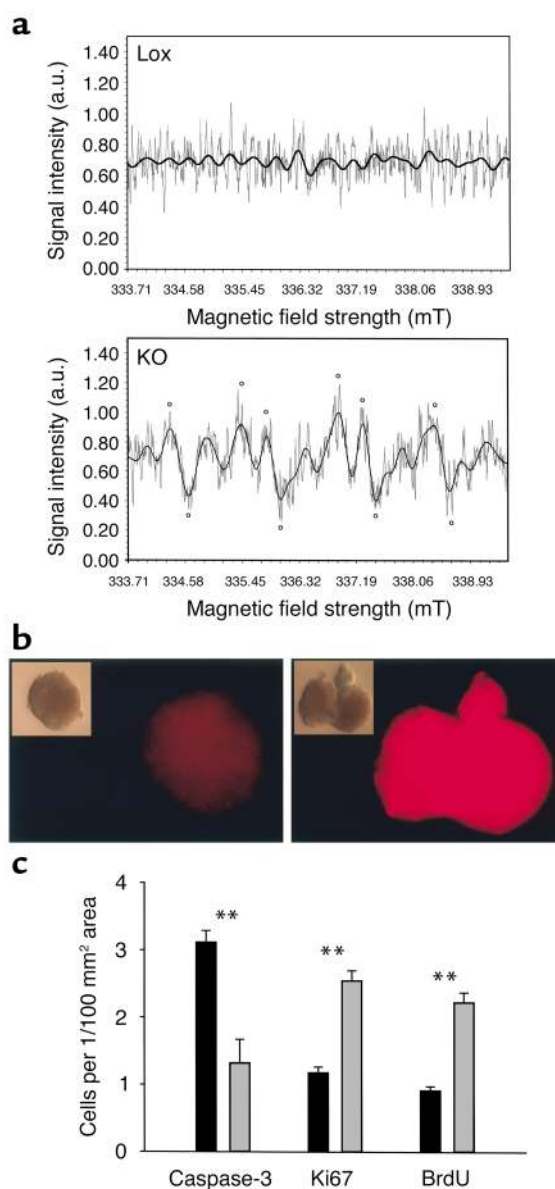 a
Lox
Signal intensity (a.u.)
1.40
1.20
1.00
0.80
0.60
0.40
0.20
0.00
333.71 334.58 335.45 336.32 337.19 338.06 338.93
Magnetic field strength (mT)
KO
Signal intensity (a.u.)
1.40
1.20
1.00
0.80
0.60
0.40
0.20
0.00
333.71 334.58 335.45 336.32 337.19 338.06 338.93
Magnetic field strength (mT)
b
c
Cells per 1/100 mm² area
4
3
2
1
0
** ** **
Caspase-3 Ki67 BrdU